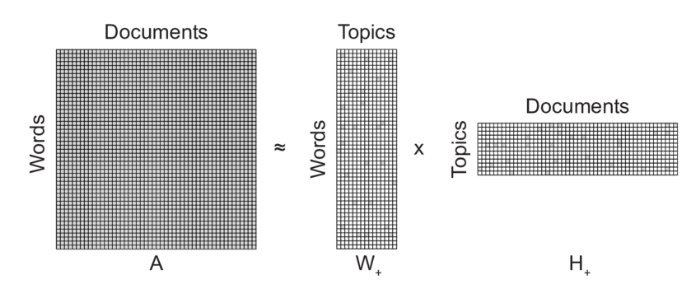 Documents
Words
A
≈
Topics
Words
W+
x
Documents
Topics
H+